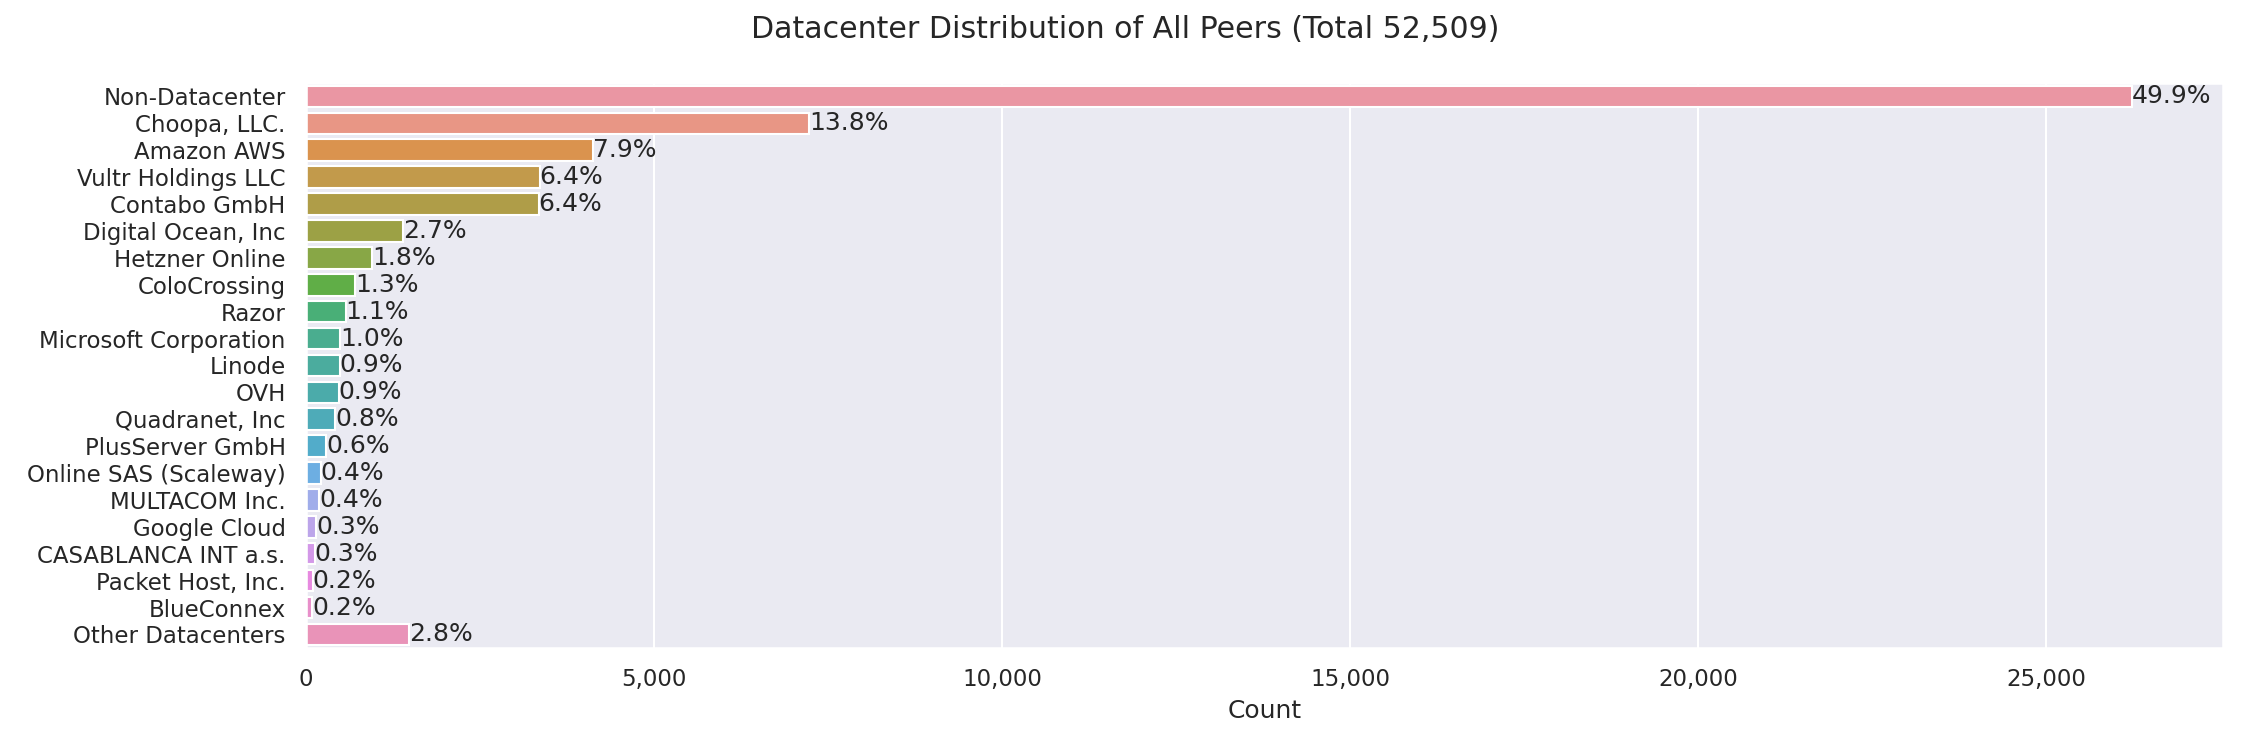 Datacenter Distribution of All Peers (Total 52,509)
Non-Datacenter 49.9%
Choopa, LLC. 13.8%
Amazon AWS 7.9%
Vultr Holdings LLC 6.4%
Contabo GmbH 6.4%
Digital Ocean, Inc 2.7%
Hetzner Online 1.8%
ColoCrossing 1.3%
Razor 1.1%
Microsoft Corporation 1.0%
Linode 0.9%
OVH 0.9%
Quadranet, Inc 0.8%
PlusServer GmbH 0.6%
Online SAS (Scaleway) 0.4%
MULTACOM Inc. 0.4%
Google Cloud 0.3%
CASABLANCA INT a.s. 0.3%
Packet Host, Inc. 0.2%
BlueConnex 0.2%
Other Datacenters 2.8%
0 5,000 10,000 15,000 20,000 25,000
Count